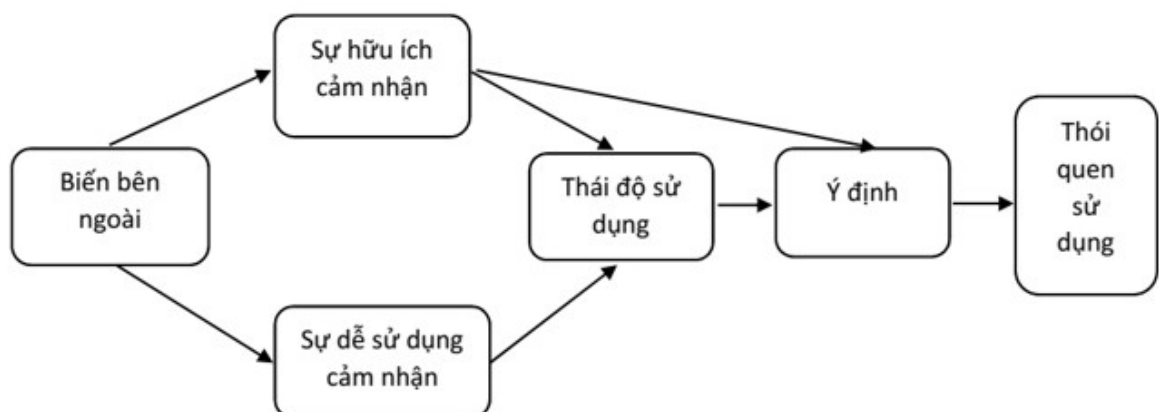 Sự hữu ích
cảm nhận
Biến bên
ngoài
Thái độ sử
dụng
Ý định
Thói
quen
sử
dụng
Sự dễ sử dụng
cảm nhận